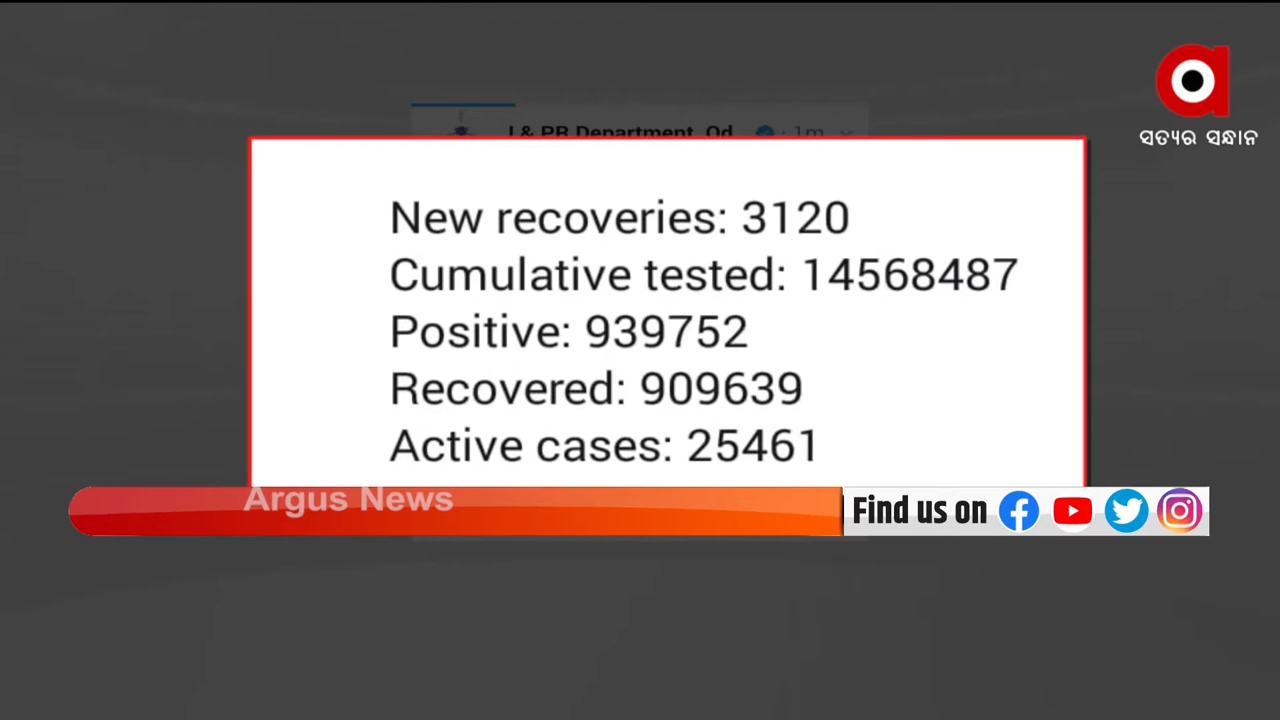 I & PR Department, Od
1m
ସତ୍ୟର ସନ୍ଧାନ
New recoveries: 3120
Cumulative tested: 14568487
Positive: 939752
Recovered: 909639
Active cases: 25461
Argus News
Find us on